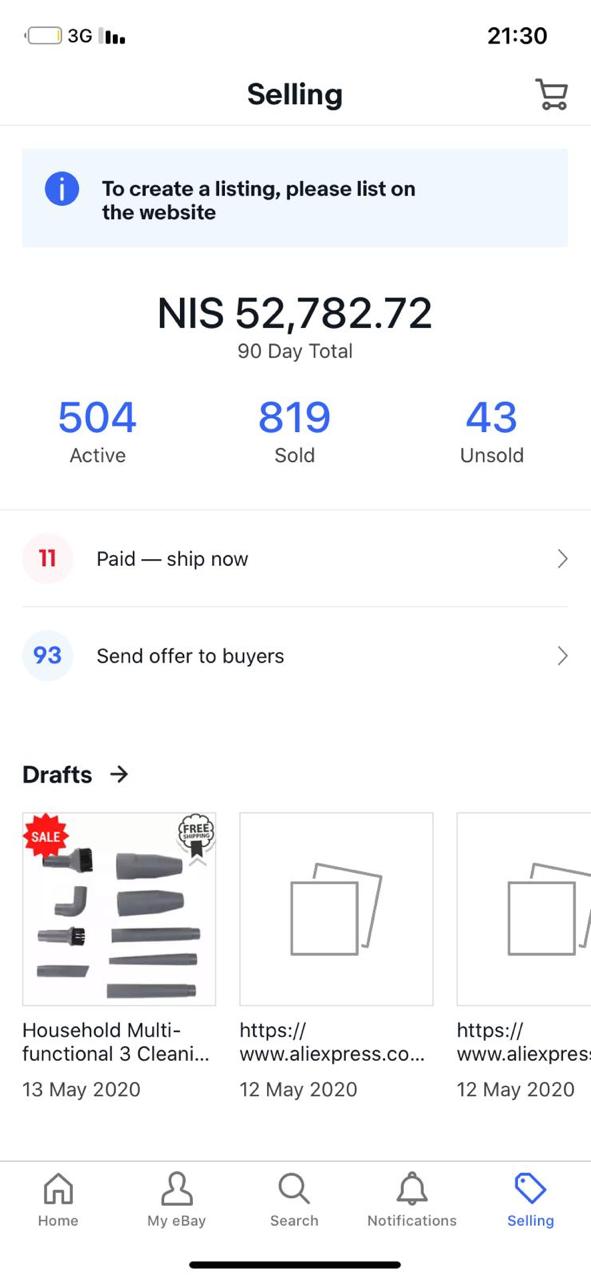 3G
21:30
Selling
To create a listing, please list on
the website
NIS 52,782.72
90 Day Total
504
819
43
Active
Sold
Unsold
11
Paid — ship now
93
Send offer to buyers
Drafts →
SALE
FREE
SHIPPING
Household Multi-
functional 3 Cleani...
13 May 2020
https://
www.aliexpress.co...
12 May 2020
https://
www.aliexpres
12 May 2020
Home
My eBay
Search
Notifications
Selling